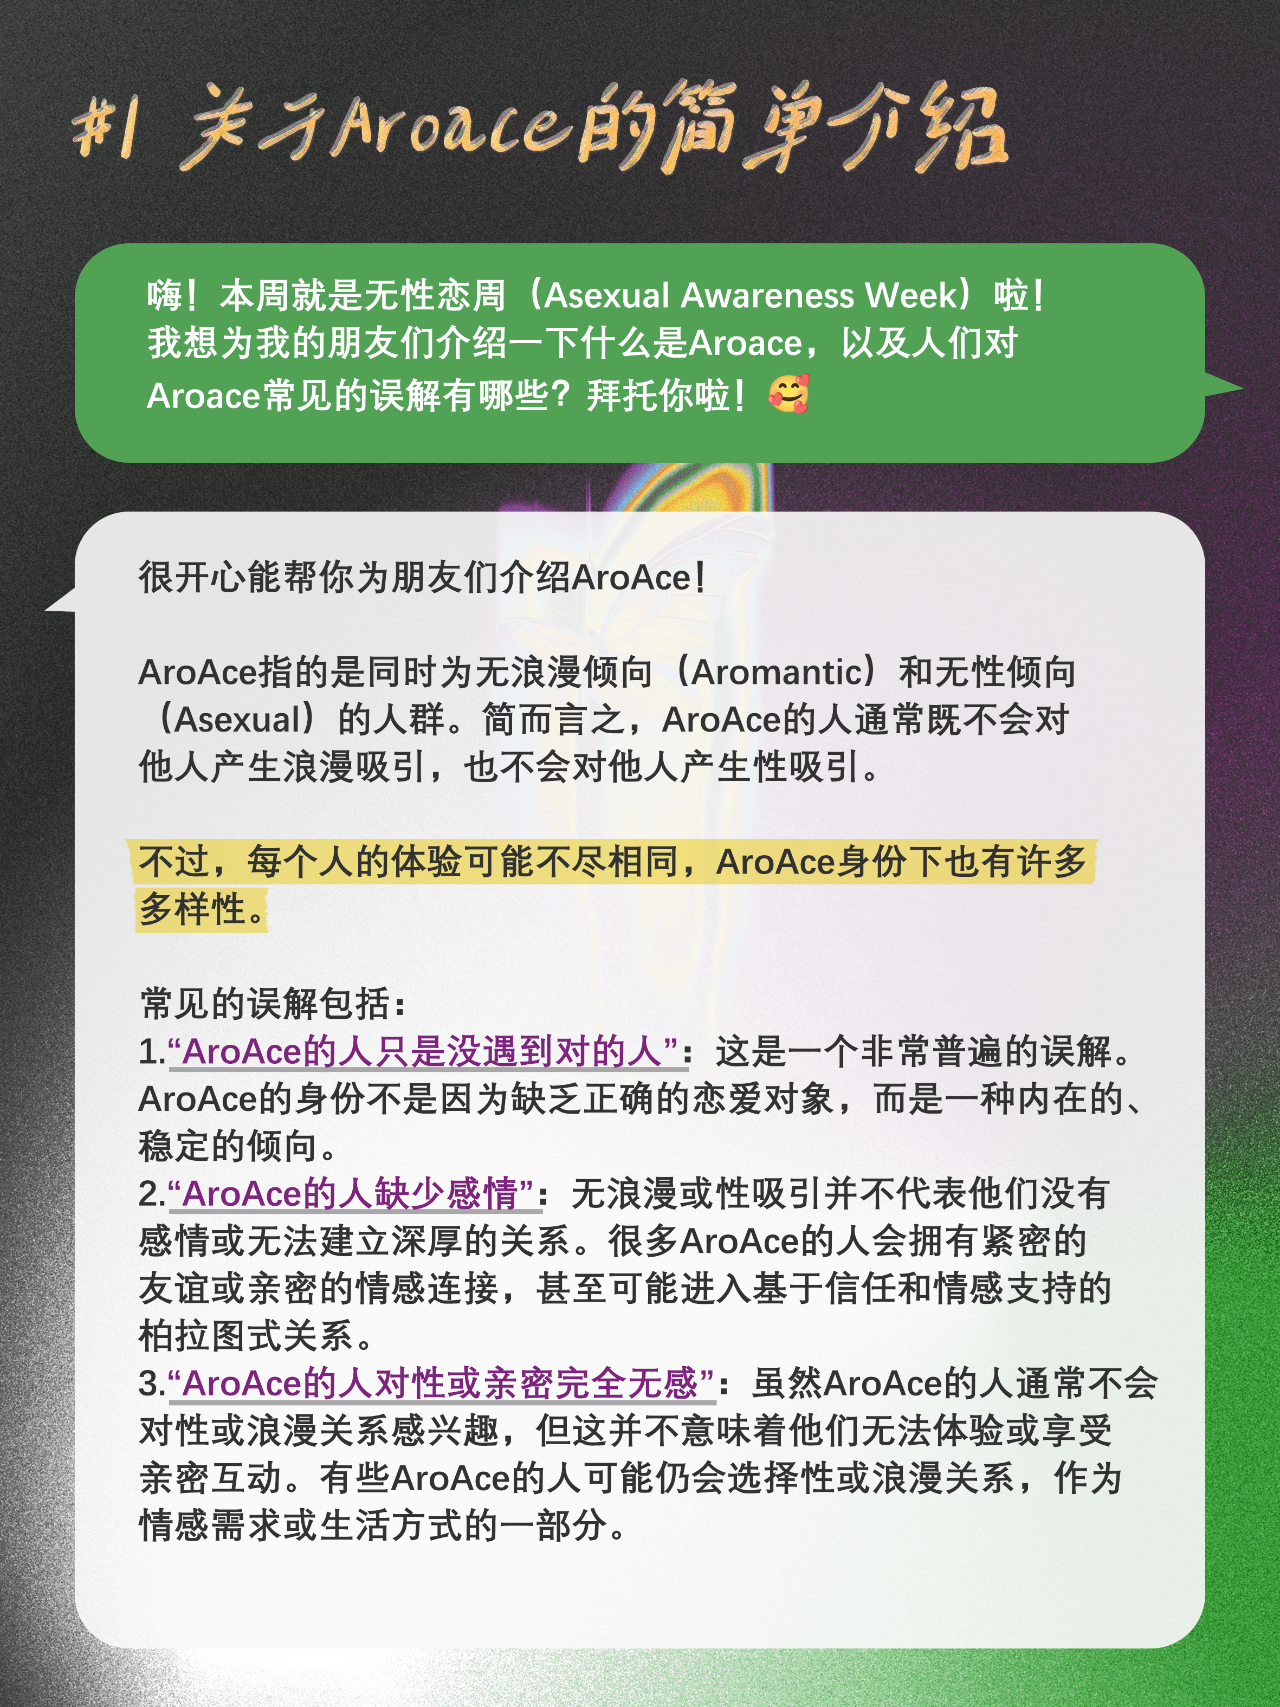 #1 关于Aroace的简单介绍
嗨！本周就是无性恋周（Asexual Awareness Week）啦！
我想为我的朋友们介绍一下什么是Aroace，以及人们对
Aroace常见的误解有哪些？拜托你啦！🥰
很开心能帮你为朋友们介绍AroAce！
AroAce指的是同时为无浪漫倾向（Aromantic）和无性倾向
（Asexual）的人群。简而言之，AroAce的人通常既不会对
他人产生浪漫吸引，也不会对他人产生性吸引。
不过，每个人的体验可能不尽相同，AroAce身份下也有许多
多样性。
常见的误解包括：
1.“AroAce的人只是没遇到对的人”：这是一个非常普遍的误解。
AroAce的身份不是因为缺乏正确的恋爱对象，而是一种内在的、
稳定的倾向。
2.“AroAce的人缺少感情”：无浪漫或性吸引并不代表他们没有
感情或无法建立深厚的关系。很多AroAce的人会拥有紧密的
友谊或亲密的情感连接，甚至可能进入基于信任和情感支持的
柏拉图式关系。
3.“AroAce的人对性或亲密完全无感”：虽然AroAce的人通常不会
对性或浪漫关系感兴趣，但这并不意味着他们无法体验或享受
亲密互动。有些AroAce的人可能仍会选择性或浪漫关系，作为
情感需求或生活方式的一部分。